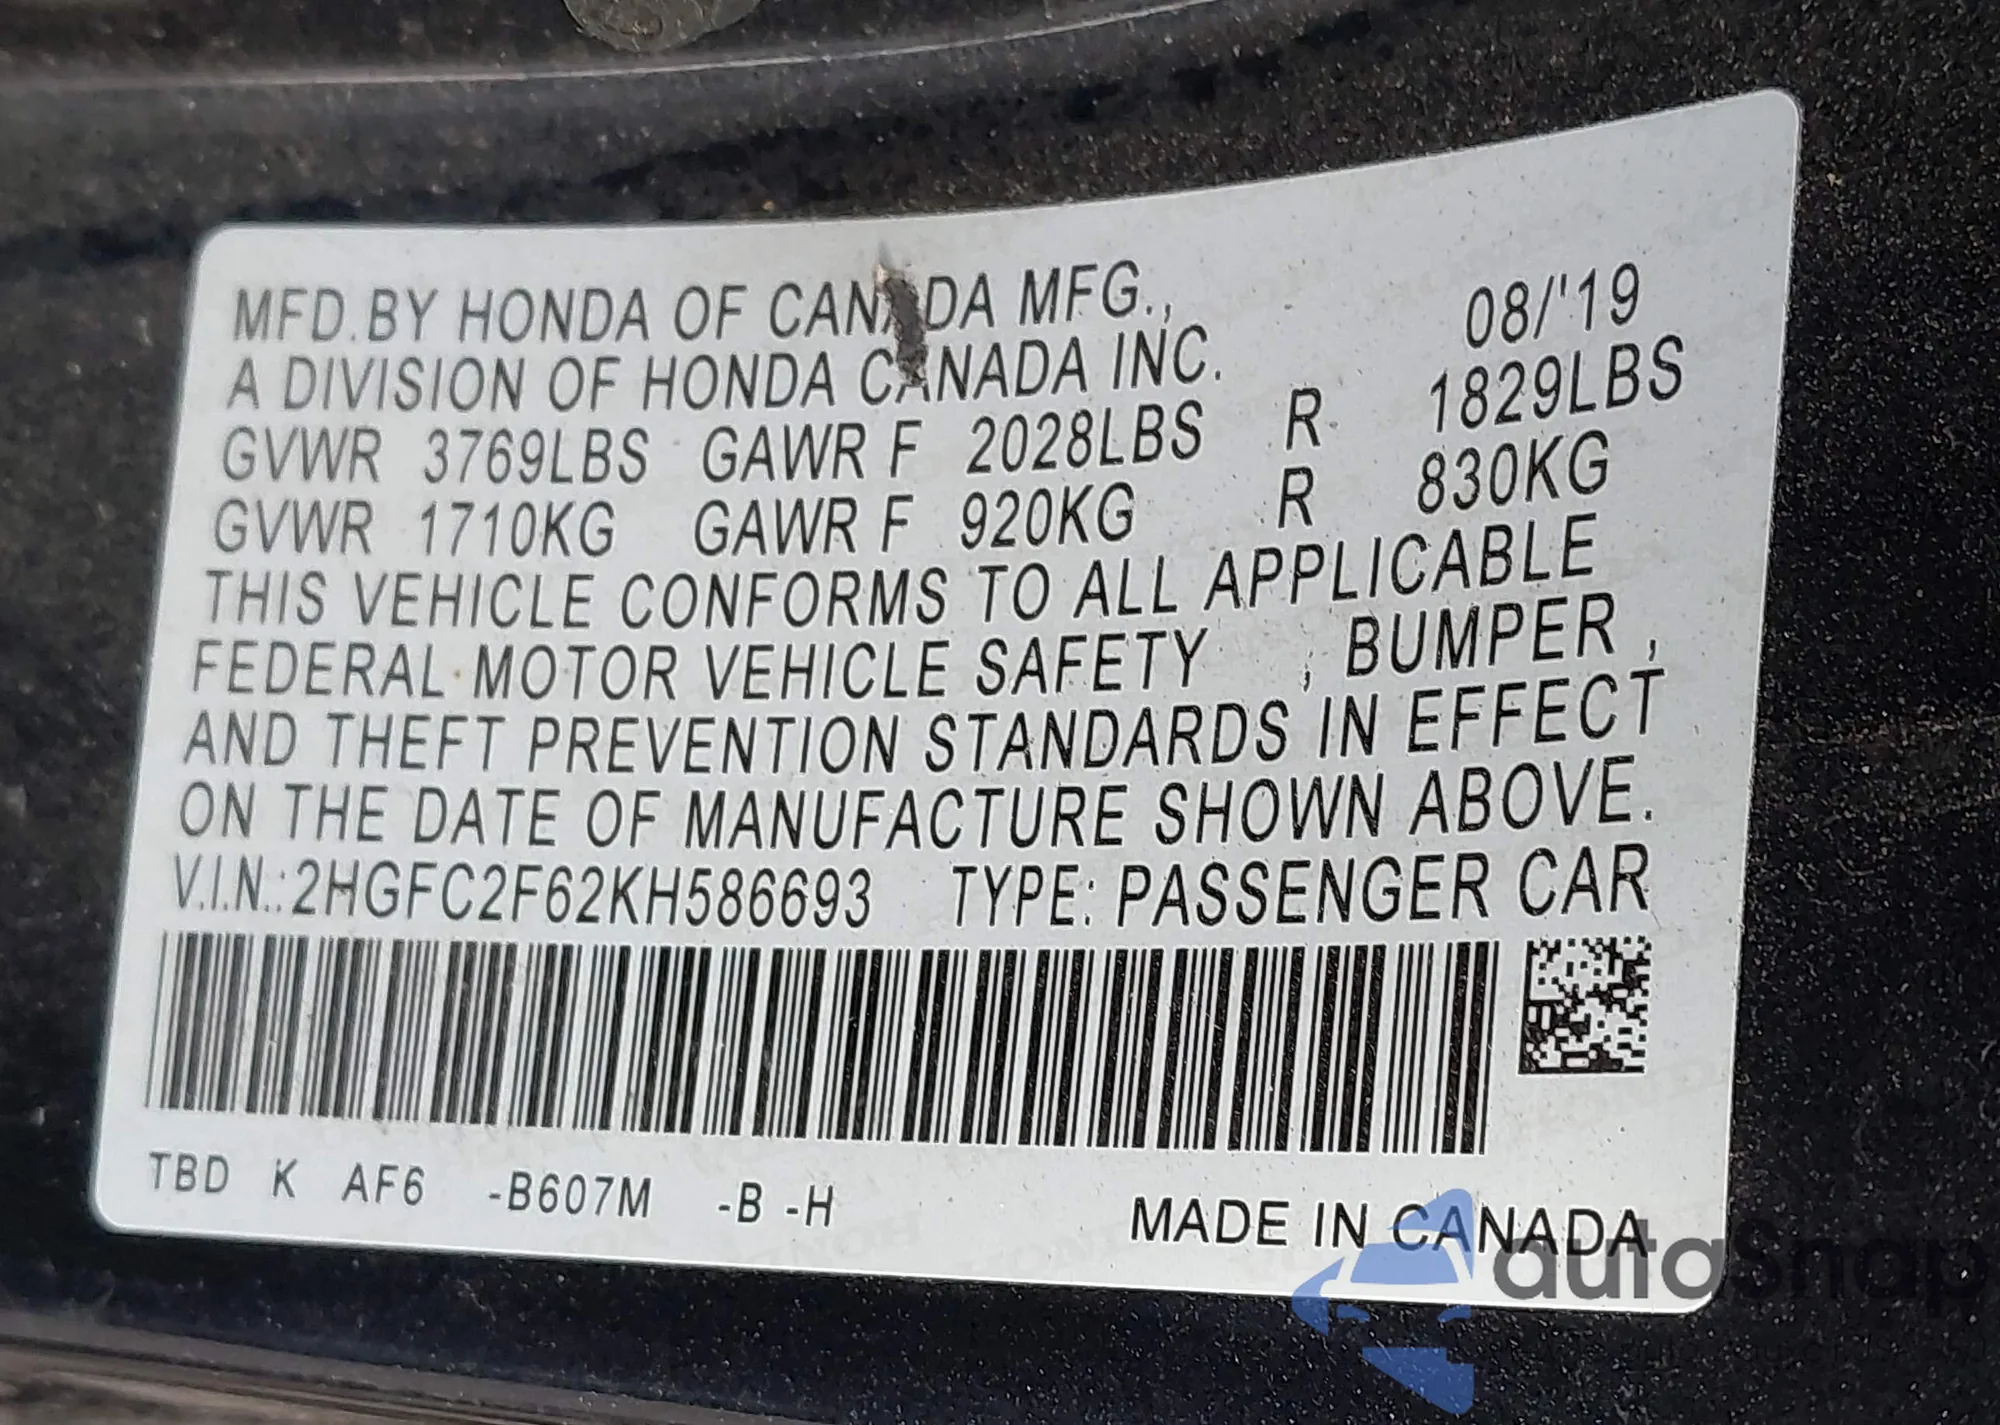 MFD. BY HONDA OF CANADA MFG., 08/'19
A DIVISION OF HONDA CANADA INC.
GVWR 3769LBS GAWR F 2028LBS R 1829LBS
GVWR 1710KG GAWR F 920KG R 830KG
THIS VEHICLE CONFORMS TO ALL APPLICABLE
FEDERAL MOTOR VEHICLE SAFETY , BUMPER ,
AND THEFT PREVENTION STANDARDS IN EFFECT
ON THE DATE OF MANUFACTURE SHOWN ABOVE.
V.I.N.:2HGFC2F62KH586693 TYPE: PASSENGER CAR
TBD K AF6 -B607M -B -H
MADE IN CANADA
autoSnap